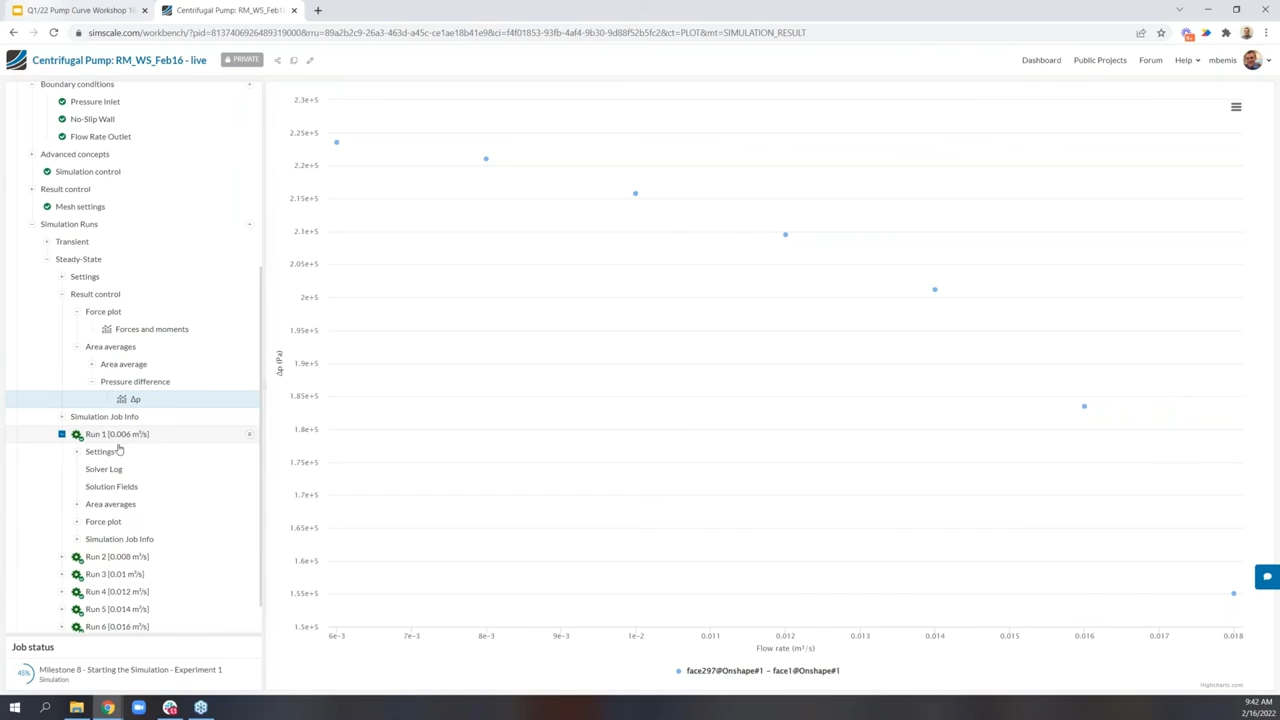 Q1/22 Pump Curve Workshop 16
Centrifugal Pump: RM_WS_Feb16
simscale.com/workbench/?pid=8137406926489319000&rru=89a2b2c9-26a3-463d-a45c-ce1ae18b41e9&ci=f4f01853-93fb-4af4-9b30-9d88f52b5fc2&ct=PLOT&mt=SIMULATION_RESULT
Centrifugal Pump: RM_WS_Feb16 - live
PRIVATE
Dashboard
Public Projects
Forum
Help
mbemis
Boundary conditions
Pressure Inlet
No-Slip Wall
Flow Rate Outlet
Advanced concepts
Simulation control
Result control
Mesh settings
Simulation Runs
Transient
Steady-State
Settings
Result control
Force plot
Forces and moments
Area averages
Area average
Pressure difference
Δp
Simulation Job Info
Run 1 [0.006 m³/s]
Settings
Solver Log
Solution Fields
Area averages
Force plot
Simulation Job Info
Run 2 [0.008 m³/s]
Run 3 [0.01 m³/s]
Run 4 [0.012 m³/s]
Run 5 [0.014 m³/s]
Run 6 [0.016 m³/s]
Job status
45%
Milestone 8 - Starting the Simulation - Experiment 1
Simulation
2.3e+5
2.25e+5
2.2e+5
2.15e+5
2.1e+5
2.05e+5
2e+5
1.95e+5
1.9e+5
1.85e+5
1.8e+5
1.75e+5
1.7e+5
1.65e+5
1.6e+5
1.55e+5
1.5e+5
Δp (Pa)
6e-3
7e-3
8e-3
9e-3
1e-2
0.011
0.012
0.013
0.014
0.015
0.016
0.017
0.018
Flow rate (m³/s)
face297@Onshape#1 − face1@Onshape#1
Highcharts.com
9:42 AM
2/16/2022